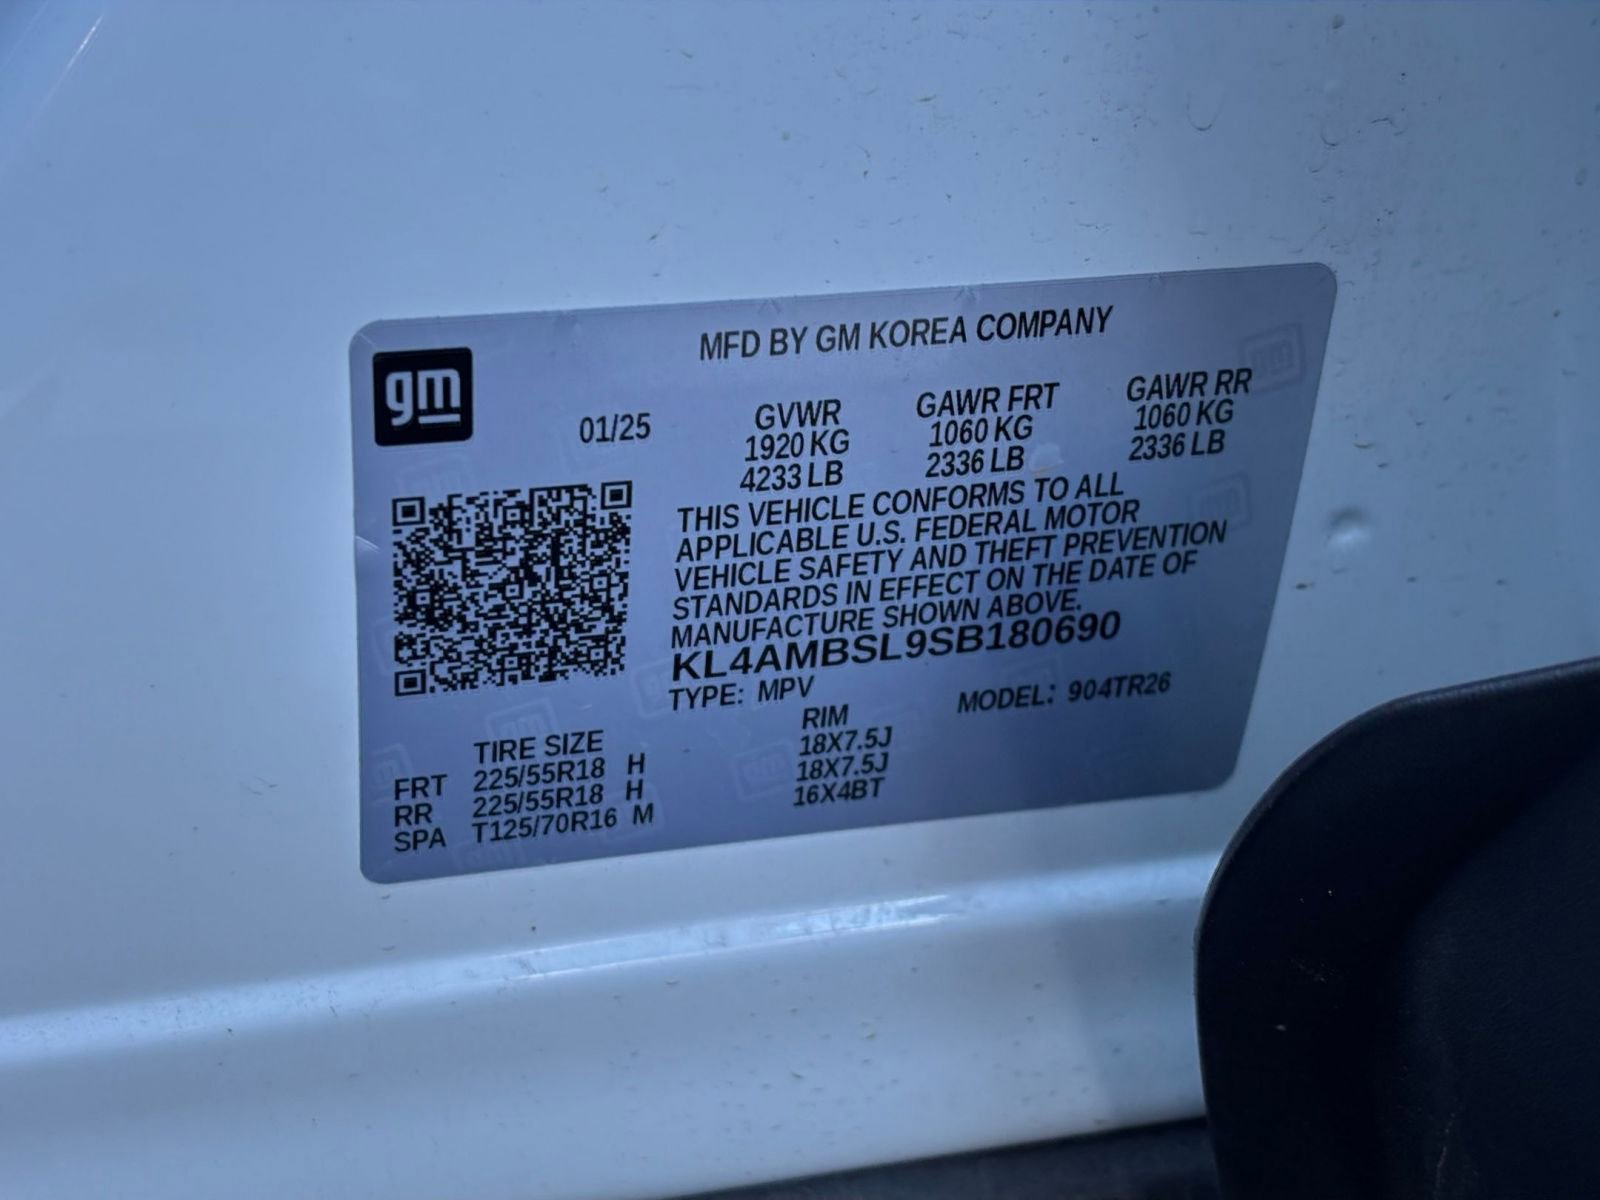 MFD BY GM KOREA COMPANY
gm
01/25
GVWR GAWR FRT GAWR RR
1920 KG 1060 KG 1060 KG
4233 LB 2336 LB 2336 LB
THIS VEHICLE CONFORMS TO ALL
APPLICABLE U.S. FEDERAL MOTOR
VEHICLE SAFETY AND THEFT PREVENTION
STANDARDS IN EFFECT ON THE DATE OF
MANUFACTURE SHOWN ABOVE.
KL4AMBSL9SB180690
TYPE: MPV MODEL: 904TR26
TIRE SIZE RIM
FRT 225/55R18 H 18X7.5J
RR 225/55R18 H 18X7.5J
SPA T125/70R16 M 16X4BT